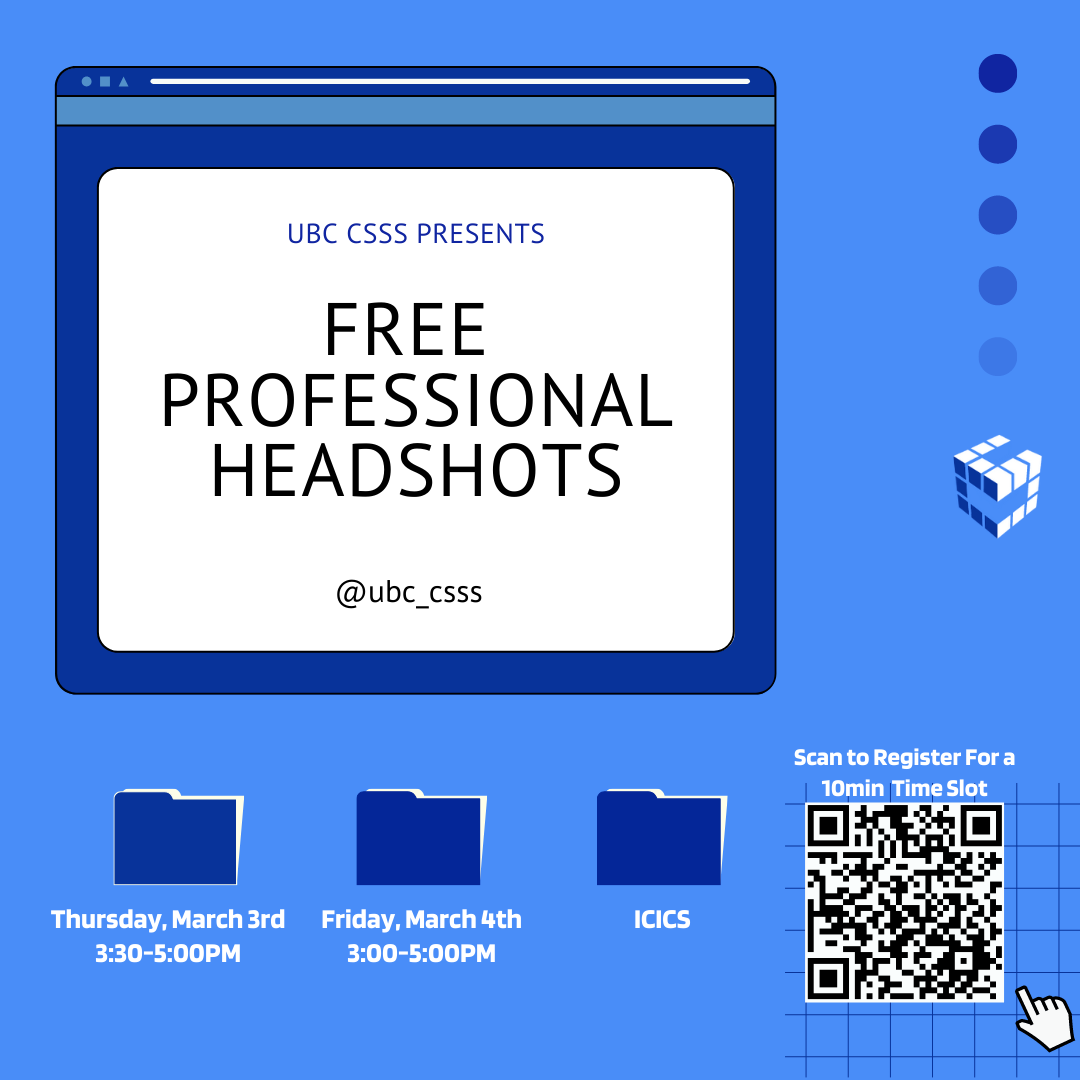 UBC CSSS PRESENTS
FREE
PROFESSIONAL
HEADSHOTS
@ubc_csss
Thursday, March 3rd
3:30-5:00PM
Friday, March 4th
3:00-5:00PM
ICICS
Scan to Register For a
10min Time Slot